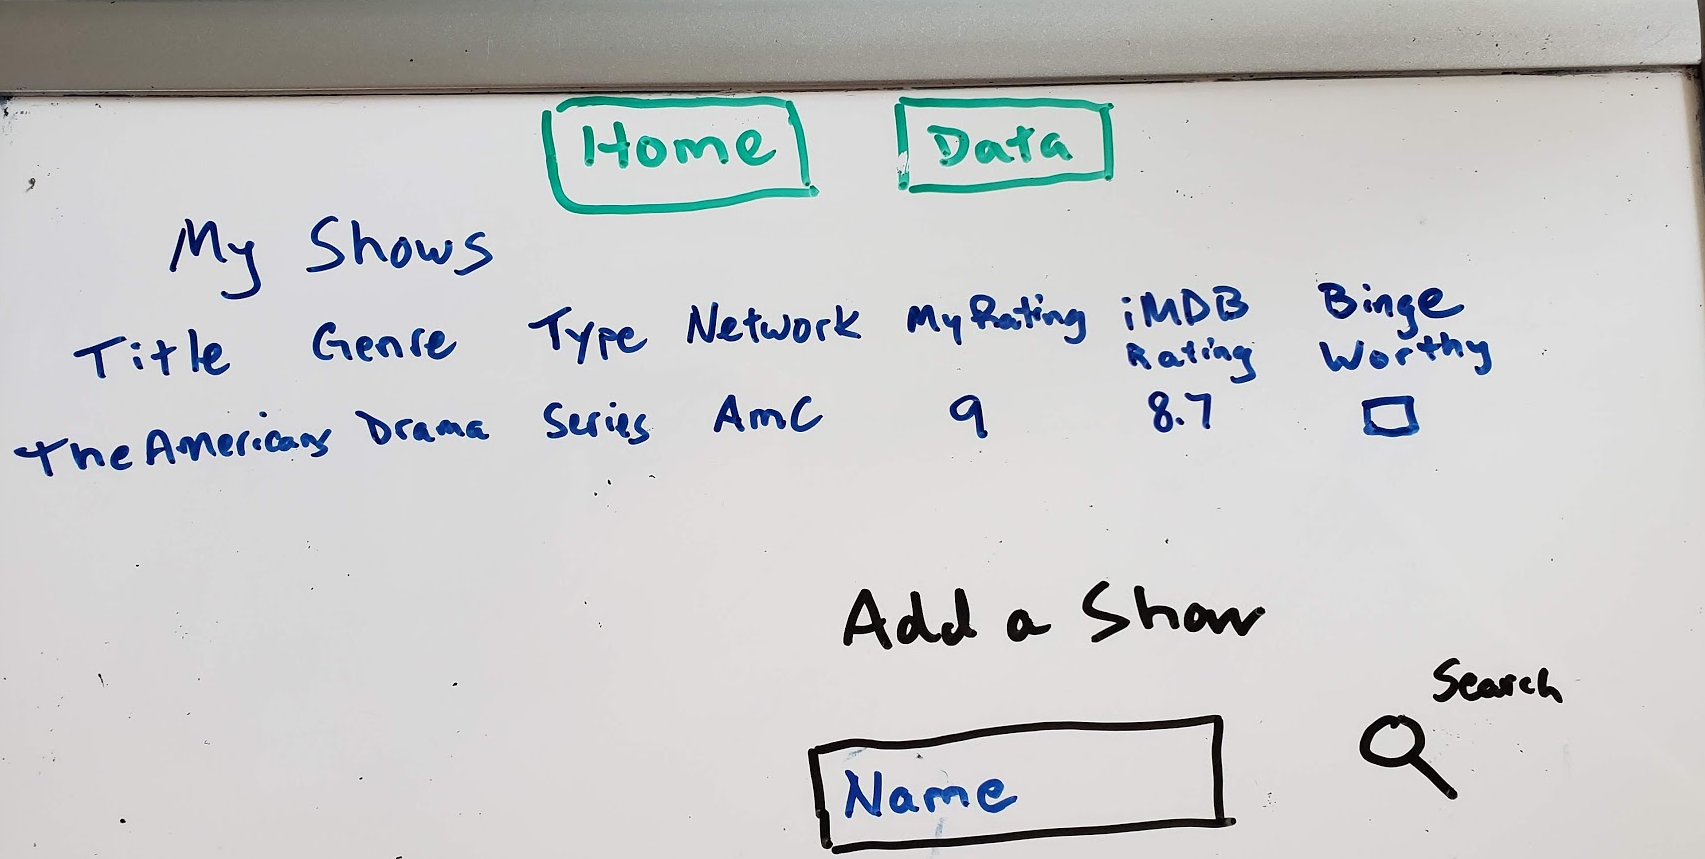 Home Data
My Shows
Title Genre Type Network My Rating iMDB Rating Binge Worthy
The Americans Drama Series AMC 9 8.7
Add a Show
Search
Name